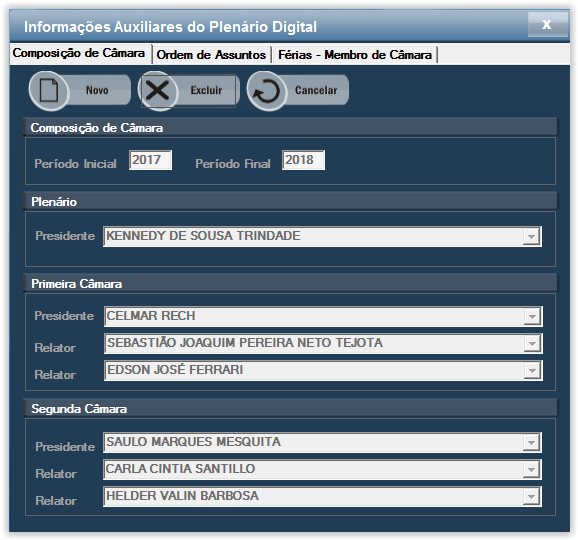 Informações Auxiliares do Plenário Digital X
Composição de Câmara Ordem de Assuntos Férias - Membro de Câmara
Novo Excluir Cancelar
Composição de Câmara
Período Inicial 2017 Período Final 2018
Plenário
Presidente KENNEDY DE SOUSA TRINDADE
Primeira Câmara
Presidente CELMAR RECH
Relator SEBASTIÃO JOAQUIM PEREIRA NETO TEJOTA
Relator EDSON JOSÉ FERRARI
Segunda Câmara
Presidente SAULO MARQUES MESQUITA
Relator CARLA CINTIA SANTILLO
Relator HELDER VALIN BARBOSA